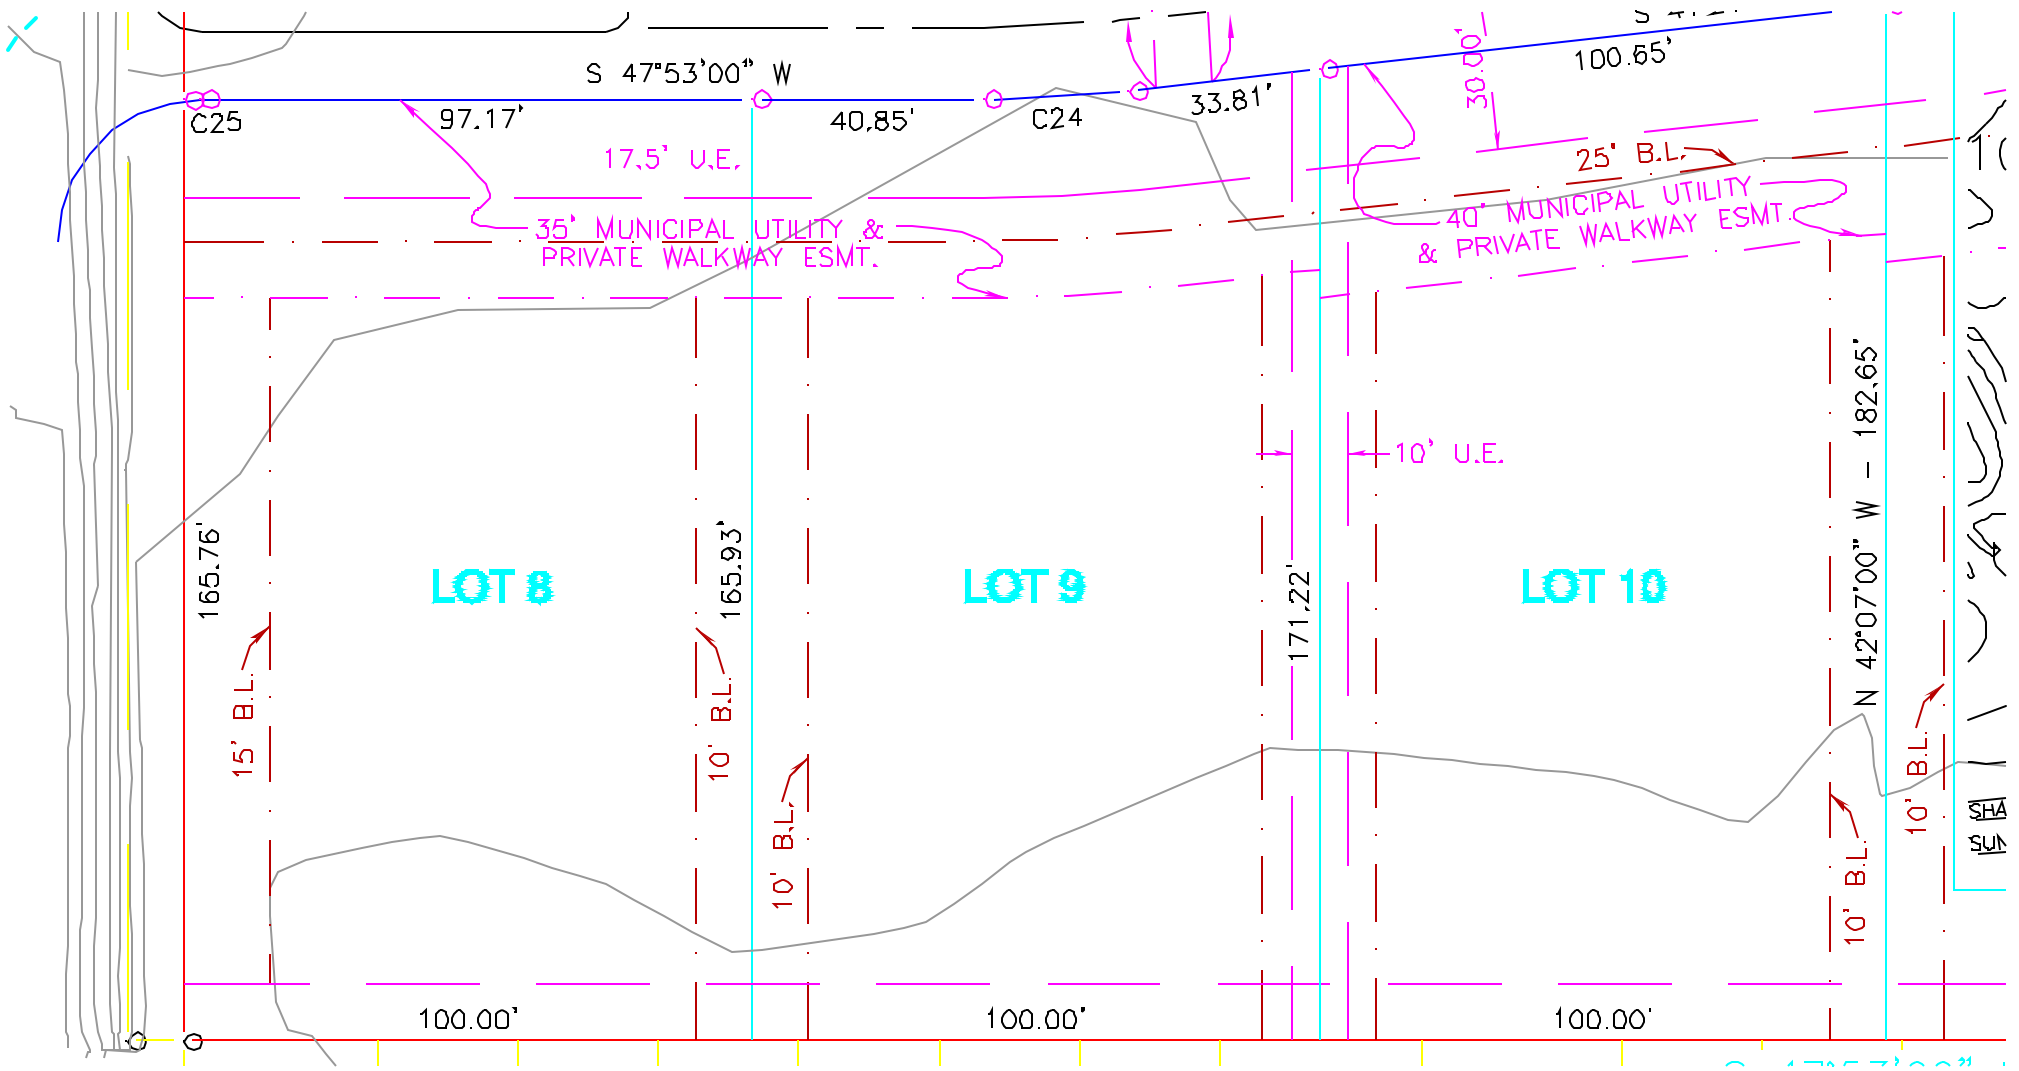 S 47°53'00" W
100.65'
30.00'
C25
97.17'
40.85'
C24
33.81'
17.5' U.E.
25' B.L.
35' MUNICIPAL UTILITY &
PRIVATE WALKWAY ESMT.
40' MUNICIPAL UTILITY
& PRIVATE WALKWAY ESMT.
10' U.E.
165.76'
LOT 8
165.93'
LOT 9
171.22'
LOT 10
N 42°07'00" W - 182.65'
15' B.L.
10' B.L.
10' B.L.
10' B.L.
10' B.L.
SHA
100.00'
100.00'
100.00'